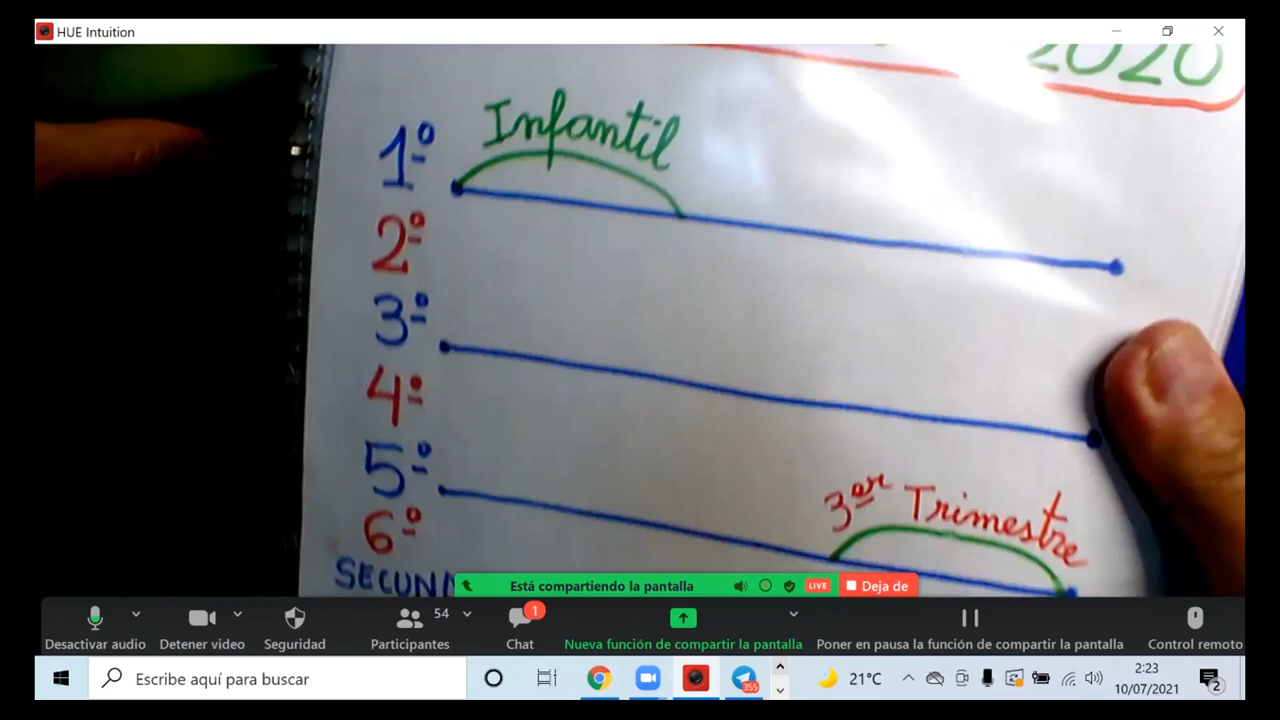 HUE Intuition
2020
Infantil
1º
2º
3º
4º
5º
3er Trimestre
6º
SECUN
Está compartiendo la pantalla
LIVE
Deja de
54
1
Desactivar audio
Detener video
Seguridad
Participantes
Chat
Nueva función de compartir la pantalla
Poner en pausa la función de compartir la pantalla
Control remoto
Escribe aquí para buscar
355
21°C
2:23
10/07/2021
2